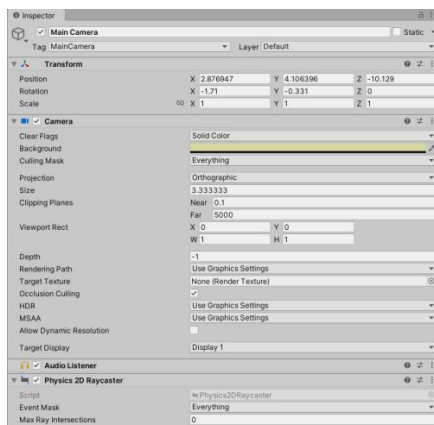 Inspector
Main Camera Static
Tag MainCamera Layer Default
Transform
Position X 2.876947 Y 4.106396 Z -10.129
Rotation X -1.71 Y -0.331 Z 0
Scale X 1 Y 1 Z 1
Camera
Clear Flags Solid Color
Background
Culling Mask Everything
Projection Orthographic
Size 3.333333
Clipping Planes Near 0.1
Far 5000
Viewport Rect X 0 Y 0
W 1 H 1
Depth -1
Rendering Path Use Graphics Settings
Target Texture None (Render Texture)
Occlusion Culling
HDR Use Graphics Settings
MSAA Use Graphics Settings
Allow Dynamic Resolution
Target Display Display 1
Audio Listener
Physics 2D Raycaster
Script Physics2DRaycaster
Event Mask Everything
Max Ray Intersections 0